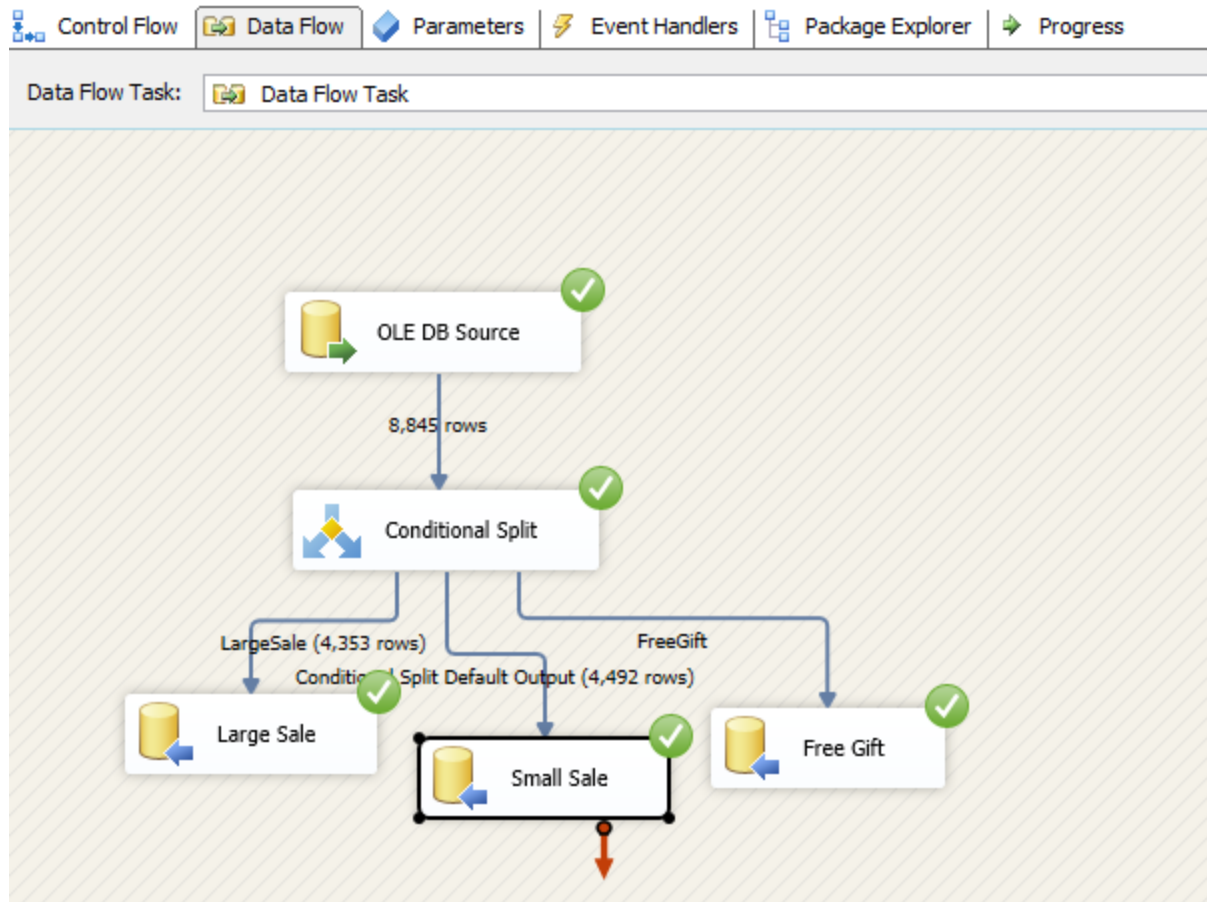 Control Flow Data Flow Parameters Event Handlers Package Explorer Progress
Data Flow Task: Data Flow Task
OLE DB Source
8,845 rows
Conditional Split
LargeSale (4,353 rows)
FreeGift
Conditional Split Default Output (4,492 rows)
Large Sale
Small Sale
Free Gift